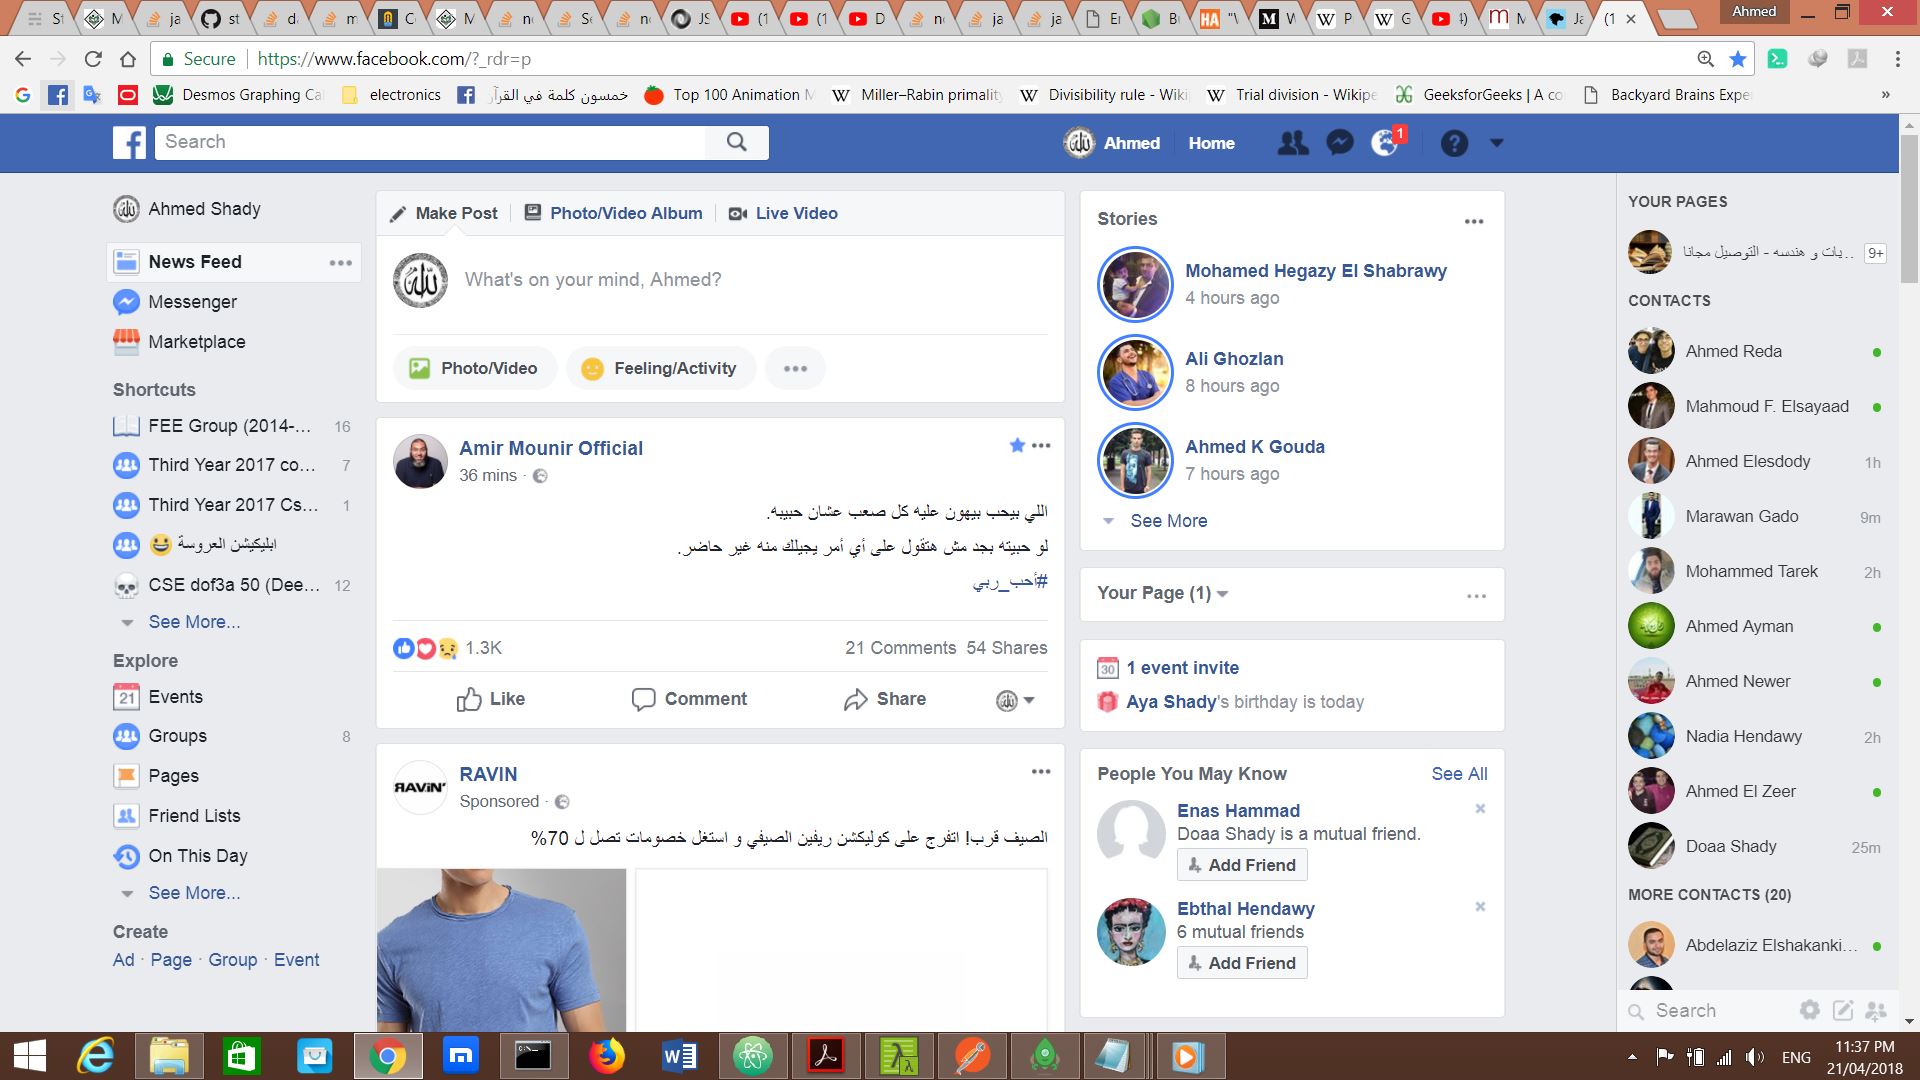 St
M
ja
st
d
m
C
M
n
Se
n
JS
(1
(1
D
n
ja
ja
Er
B
"\
W
P
G
4)
M
Ja
(1
Ahmed
Secure
https://www.facebook.com/?_rdr=p
Desmos Graphing Ca
electronics
خمسون كلمة في القرآن
Top 100 Animation M
Miller–Rabin primality
Divisibility rule - Wiki
Trial division - Wikipe
GeeksforGeeks | A co
Backyard Brains Expe
»
Search
Ahmed
Home
1
Ahmed Shady
News Feed
Messenger
Marketplace
Shortcuts
FEE Group (2014-... 16
Third Year 2017 co... 7
Third Year 2017 Cs... 1
ابليكيشن العروسة
CSE dof3a 50 (Dee... 12
See More...
Explore
Events
Groups 8
Pages
Friend Lists
On This Day
See More...
Create
Ad · Page · Group · Event
Make Post
Photo/Video Album
Live Video
What's on your mind, Ahmed?
Photo/Video
Feeling/Activity
Amir Mounir Official
36 mins ·
اللي بيحب بيهون عليه كل صعب عشان حبيبه.
لو حبيته بجد مش هتقول على أي أمر يجيلك منه غير حاضر.
#أحب_ربي
1.3K
21 Comments 54 Shares
Like
Comment
Share
RAVIN
Sponsored ·
الصيف قرب! اتفرج على كوليكشن ريفين الصيفي و استغل خصومات تصل ل 70%
Stories
Mohamed Hegazy El Shabrawy
4 hours ago
Ali Ghozlan
8 hours ago
Ahmed K Gouda
7 hours ago
See More
Your Page (1)
1 event invite
Aya Shady's birthday is today
People You May Know
See All
Enas Hammad
Doaa Shady is a mutual friend.
Add Friend
Ebthal Hendawy
6 mutual friends
Add Friend
YOUR PAGES
..يات و هندسه - التوصيل مجانا 9+
CONTACTS
Ahmed Reda
Mahmoud F. Elsayaad
Ahmed Elesdody 1h
Marawan Gado 9m
Mohammed Tarek 2h
Ahmed Ayman
Ahmed Newer
Nadia Hendawy 2h
Ahmed El Zeer
Doaa Shady 25m
MORE CONTACTS (20)
Abdelaziz Elshakanki...
Search
ENG
11:37 PM
21/04/2018